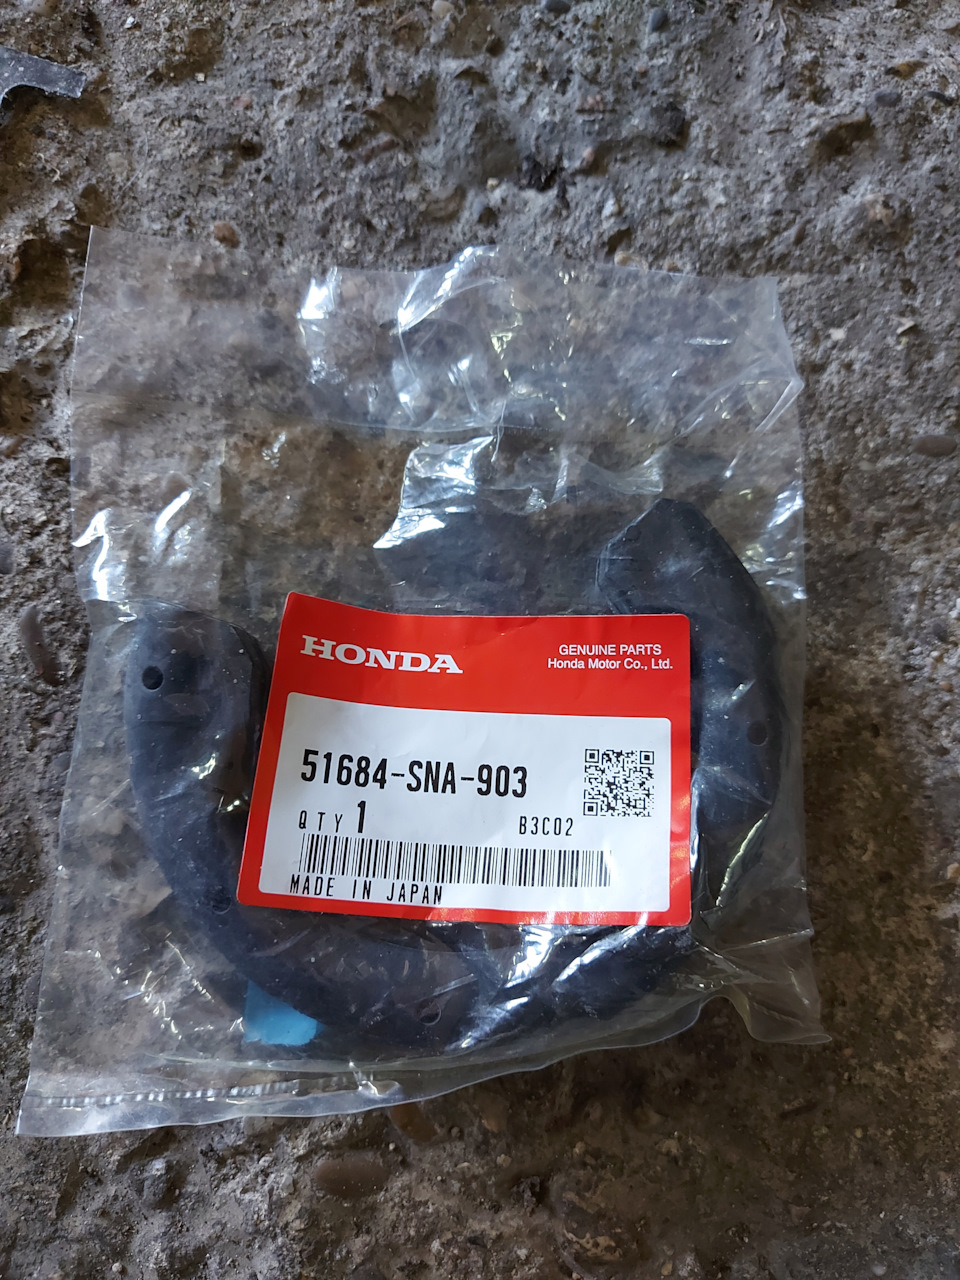 HONDA
GENUINE PARTS
Honda Motor Co., Ltd.
51684-SNA-903
QTY 1
B3C02
MADE IN JAPAN